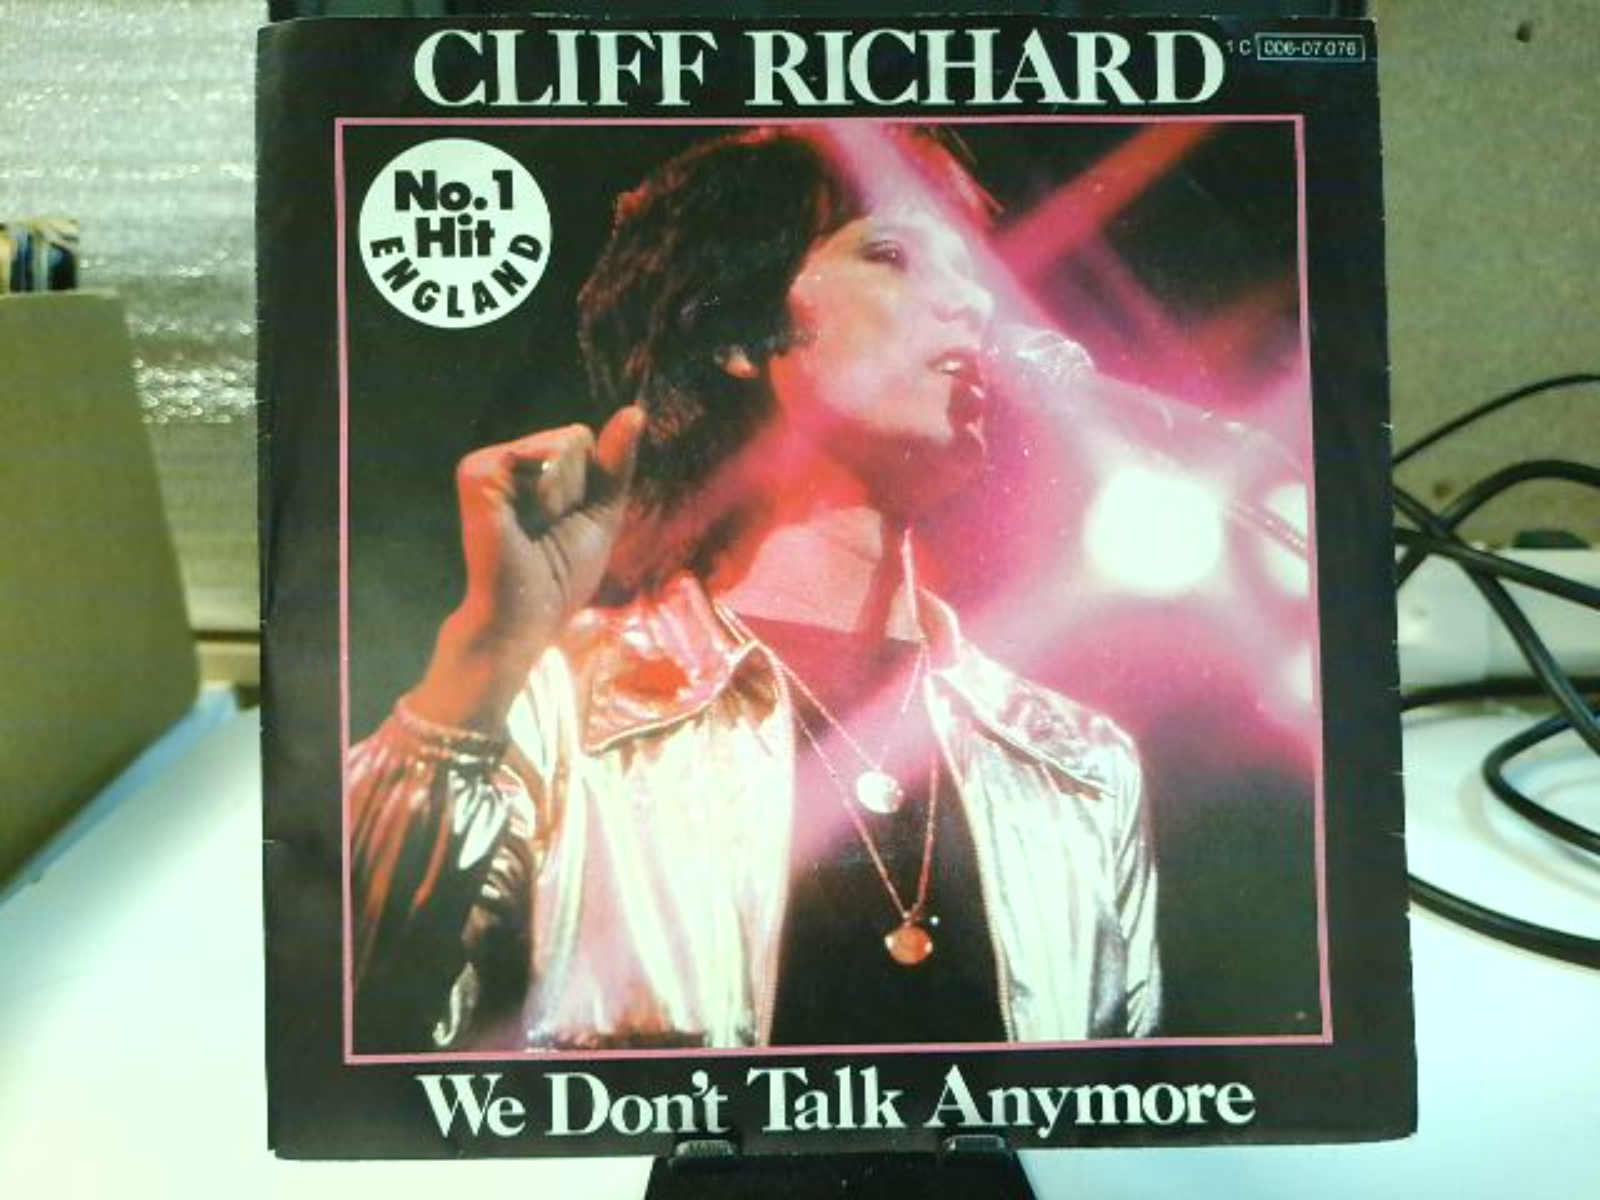 CLIFF RICHARD
1 C 006-07 076
No.1
Hit
ENGLAND
We Don't Talk Anymore